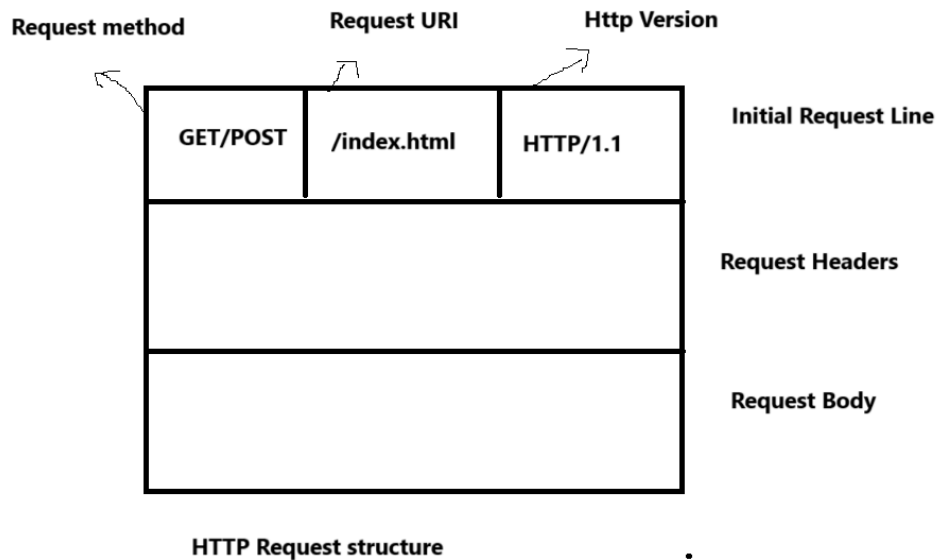 Request method
Request URI
Http Version
GET/POST
/index.html
HTTP/1.1
Initial Request Line
Request Headers
Request Body
HTTP Request structure